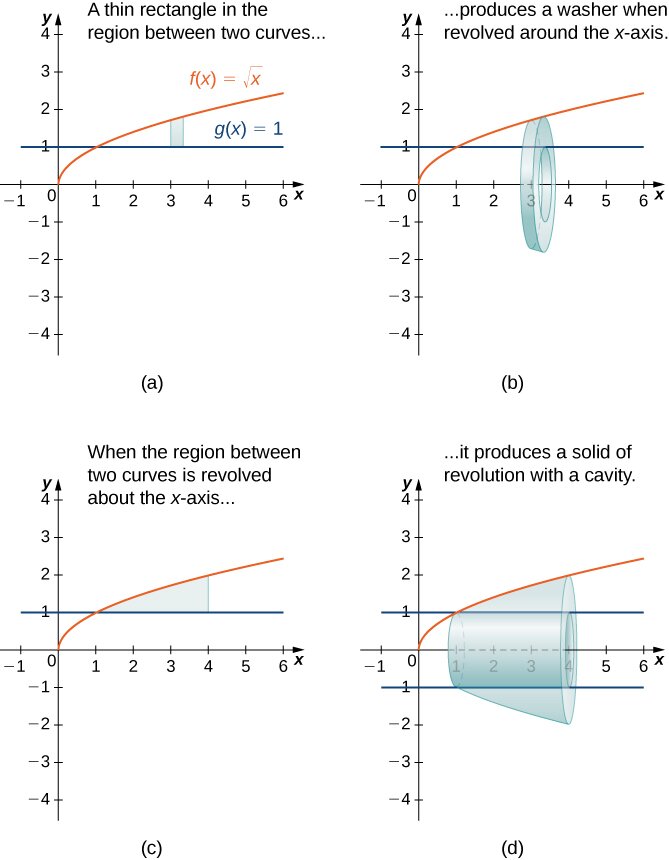 A thin rectangle in the
region between two curves...
y
4
3
2
1
0
−1
−2
−3
−4
−1 1 2 3 4 5 6 x
f(x) = √x
g(x) = 1
(a)
...produces a washer when
revolved around the x-axis.
y
4
3
2
1
0
−1
−2
−3
−4
−1 1 2 3 4 5 6 x
(b)
When the region between
two curves is revolved
about the x-axis...
y
4
3
2
1
0
−1
−2
−3
−4
−1 1 2 3 4 5 6 x
(c)
...it produces a solid of
revolution with a cavity.
y
4
3
2
1
0
−1
−2
−3
−4
−1 1 2 3 4 5 6 x
(d)